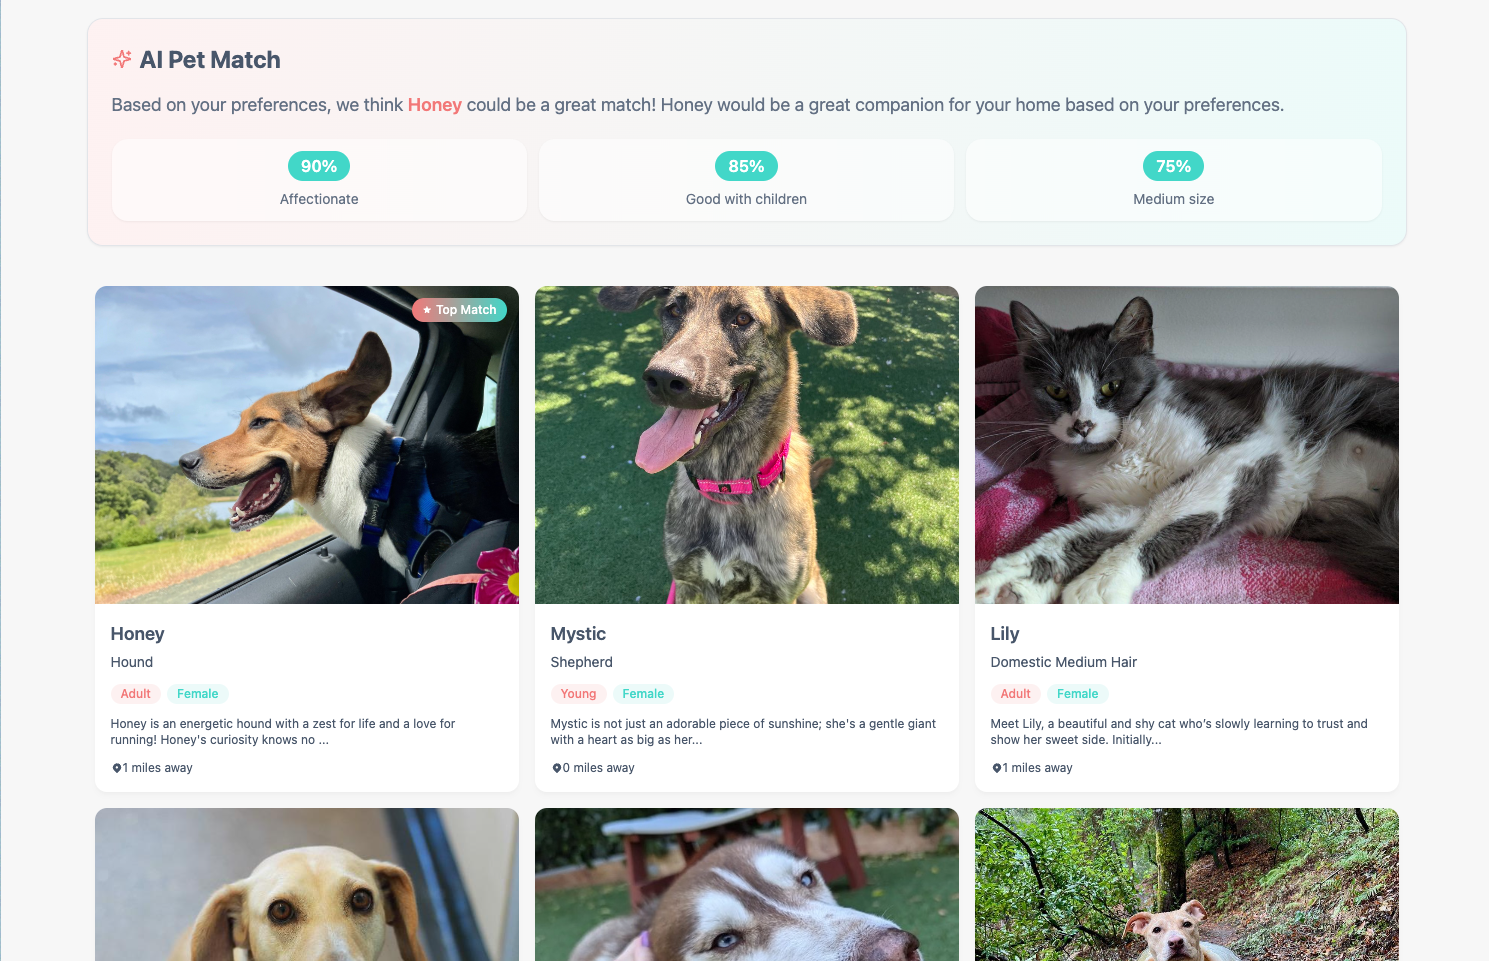 AI Pet Match
Based on your preferences, we think Honey could be a great match! Honey would be a great companion for your home based on your preferences.
90%
Affectionate
85%
Good with children
75%
Medium size
Top Match
Honey
Hound
Adult Female
Honey is an energetic hound with a zest for life and a love for
running! Honey's curiosity knows no ...
1 miles away
Mystic
Shepherd
Young Female
Mystic is not just an adorable piece of sunshine; she's a gentle giant
with a heart as big as her...
0 miles away
Lily
Domestic Medium Hair
Adult Female
Meet Lily, a beautiful and shy cat who’s slowly learning to trust and
show her sweet side. Initially...
1 miles away